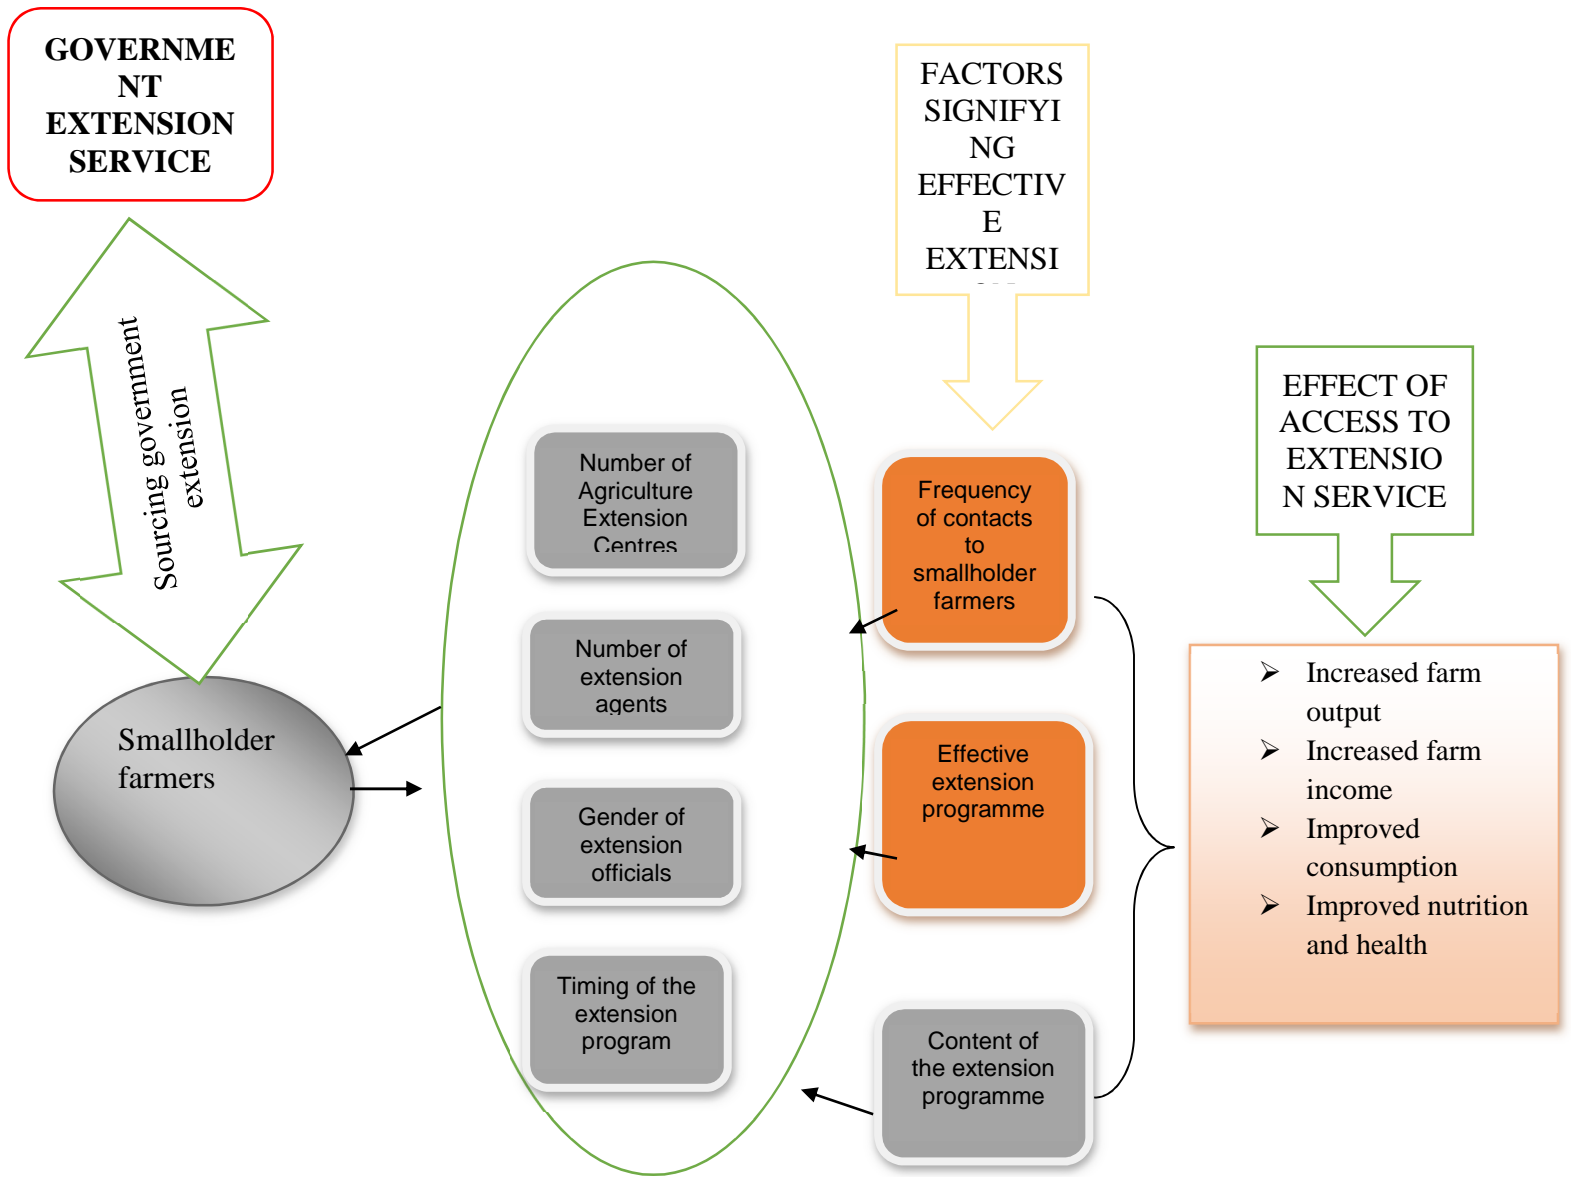 GOVERNME
NT
EXTENSION
SERVICE
Sourcing government
extension
Smallholder
farmers
Number of
Agriculture
Extension
Centres
Number of
extension
agents
Gender of
extension
officials
Timing of the
extension
program
FACTORS
SIGNIFYI
NG
EFFECTIV
E
EXTENSI
Frequency
of contacts
to
smallholder
farmers
Effective
extension
programme
Content of
the extension
programme
EFFECT OF
ACCESS TO
EXTENSIO
N SERVICE
➢ Increased farm
output
➢ Increased farm
income
➢ Improved
consumption
➢ Improved nutrition
and health